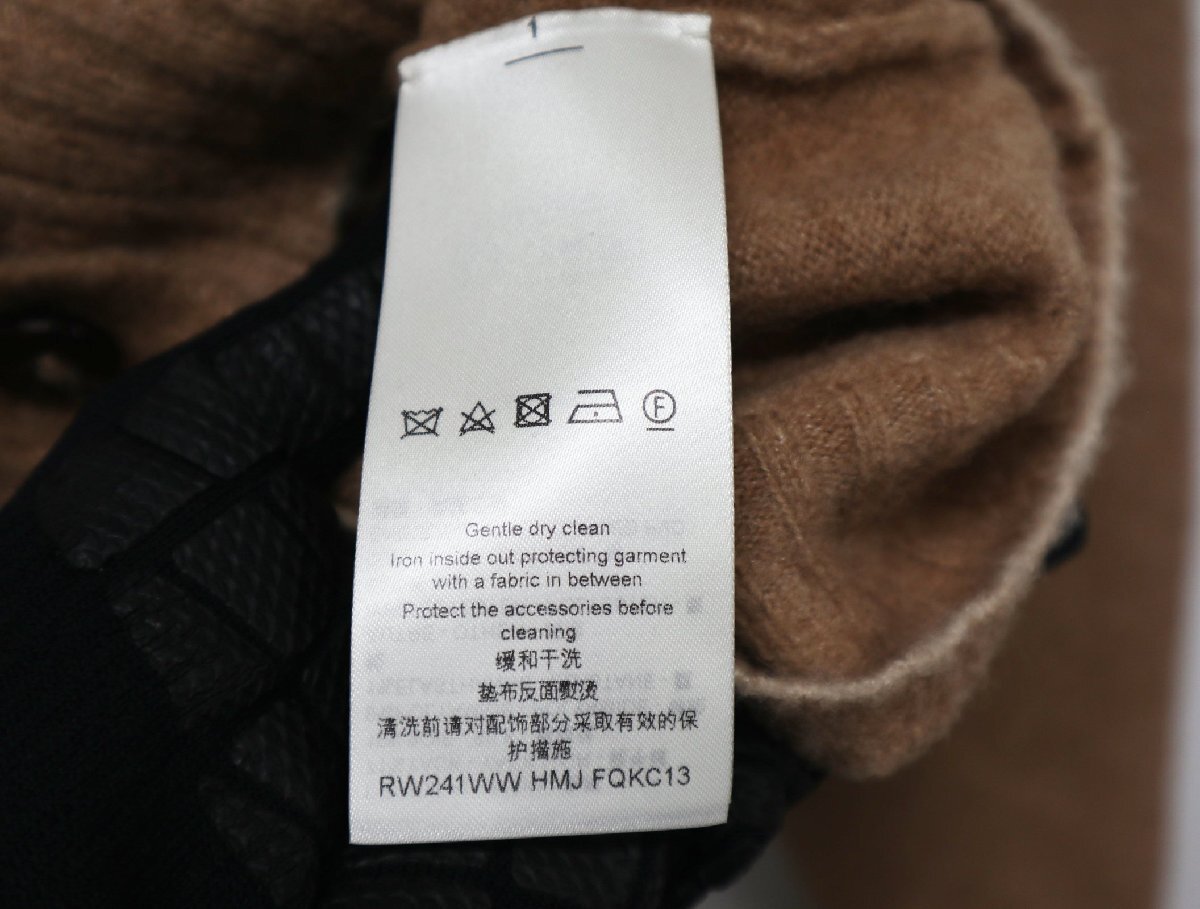 1
F
Gentle dry clean
Iron inside out protecting garment
with a fabric in between
Protect the accessories before
cleaning
缓和干洗
垫布反面熨烫
清洗前请对配饰部分采取有效的保
护措施
RW241WW HMJ FQKC13